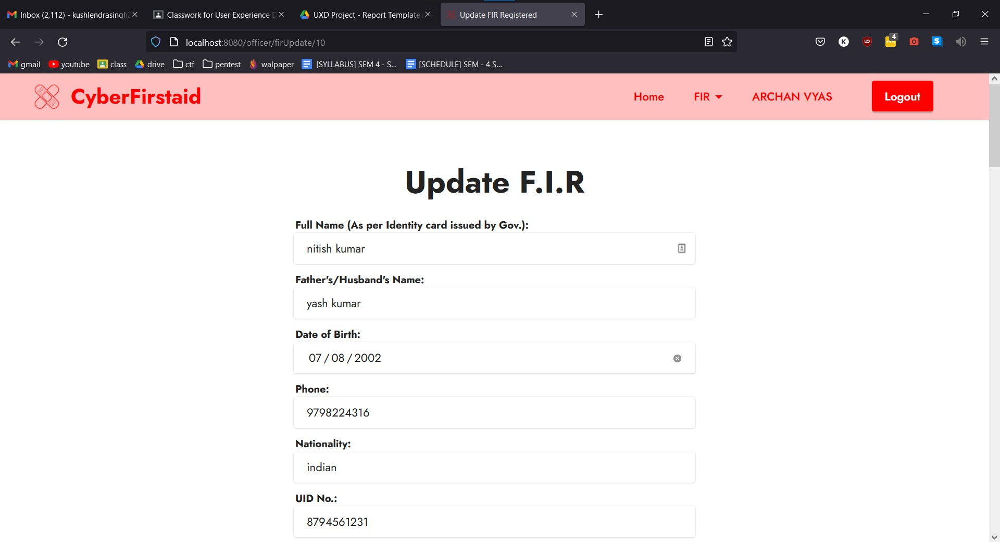 Inbox (2,112) - kushlendrasingh2 Classwork for User Experience D UXD Project - Report Template. Update FIR Registered
localhost:8080/officer/firUpdate/10 K 4 S
gmail youtube class drive ctf pentest walpaper [SYLLABUS] SEM 4 - S... [SCHEDULE] SEM - 4 S...
CyberFirstaid Home FIR ARCHAN VYAS Logout
Update F.I.R
Full Name (As per Identity card issued by Gov.):
nitish kumar
Father's/Husband's Name:
yash kumar
Date of Birth:
07 / 08 / 2002
Phone:
9798224316
Nationality:
indian
UID No.:
8794561231